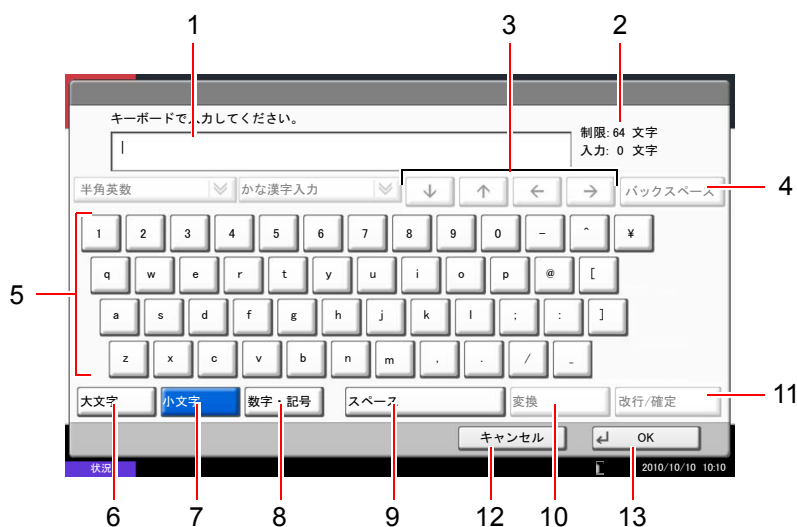 1 3 2
キーボードで入力してください。
制限: 64 文字
入力: 0 文字
半角英数 かな漢字入力 ↓ ↑ ← → バックスペース 4
1 2 3 4 5 6 7 8 9 0 - ^ ¥
q w e r t y u i o p @ [
5
a s d f g h j k l ; : ]
z x c v b n m , . / _
大文字 小文字 数字・記号 スペース 変換 改行/確定 11
キャンセル OK
状況 2010/10/10 10:10
6 7 8 9 12 10 13